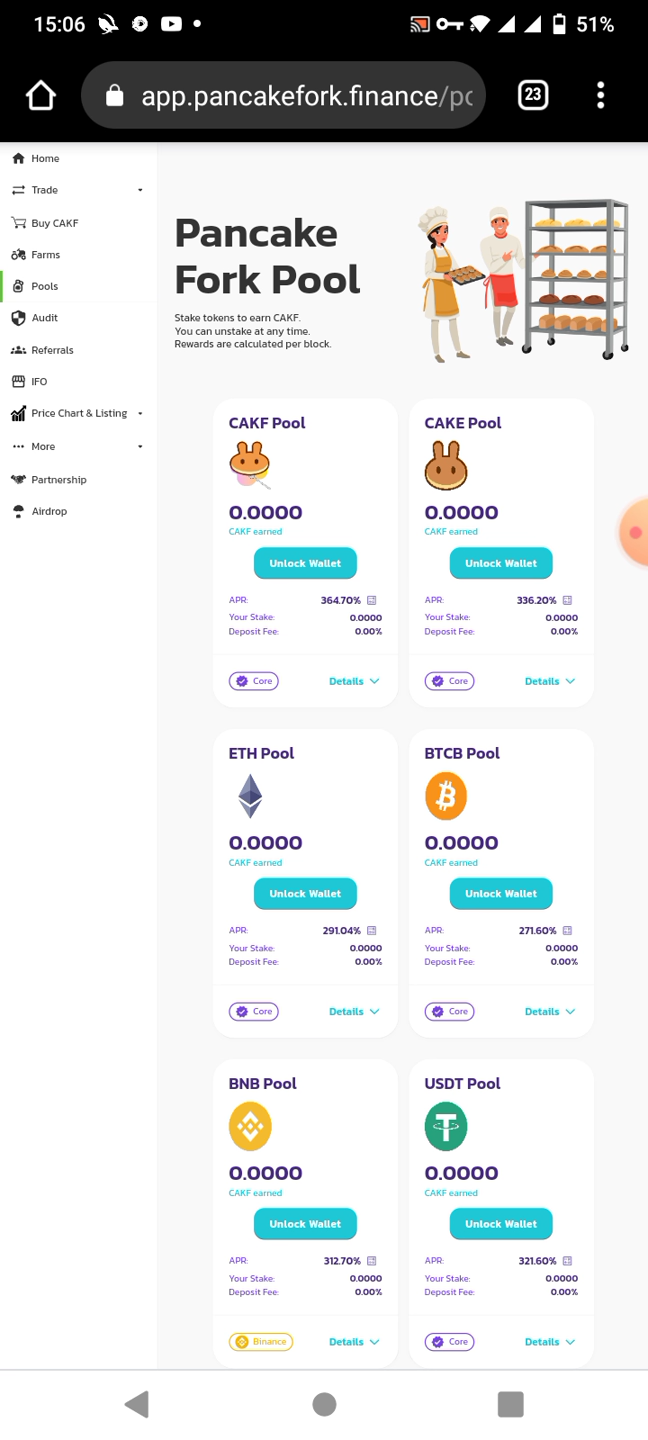 15:06
51%
app.pancakefork.finance/po
23
Home
Trade
Buy CAKF
Farms
Pools
Audit
Referrals
IFO
Price Chart & Listing
More
Partnership
Airdrop
Pancake
Fork Pool
Stake tokens to earn CAKF.
You can unstake at any time.
Rewards are calculated per block.
CAKF Pool
0.0000
CAKF earned
Unlock Wallet
APR: 364.70%
Your Stake: 0.0000
Deposit Fee: 0.00%
Core Details
CAKE Pool
0.0000
CAKF earned
Unlock Wallet
APR: 336.20%
Your Stake: 0.0000
Deposit Fee: 0.00%
Core Details
ETH Pool
0.0000
CAKF earned
Unlock Wallet
APR: 291.04%
Your Stake: 0.0000
Deposit Fee: 0.00%
Core Details
BTCB Pool
0.0000
CAKF earned
Unlock Wallet
APR: 271.60%
Your Stake: 0.0000
Deposit Fee: 0.00%
Core Details
BNB Pool
0.0000
CAKF earned
Unlock Wallet
APR: 312.70%
Your Stake: 0.0000
Deposit Fee: 0.00%
Binance Details
USDT Pool
0.0000
CAKF earned
Unlock Wallet
APR: 321.60%
Your Stake: 0.0000
Deposit Fee: 0.00%
Core Details